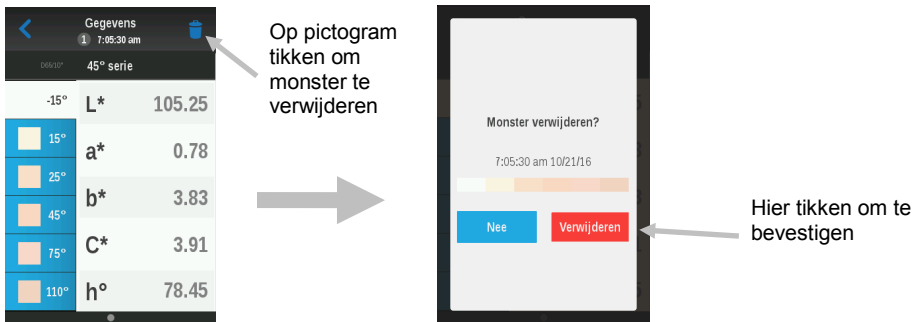 Gegevens
1 7:05:30 am
D65/10° 45° serie
-15°
15°
25°
45°
75°
110°
L* 105.25
a* 0.78
b* 3.83
C* 3.91
h° 78.45
Op pictogram
tikken om
monster te
verwijderen
Monster verwijderen?
7:05:30 am 10/21/16
Nee Verwijderen
Hier tikken om te
bevestigen